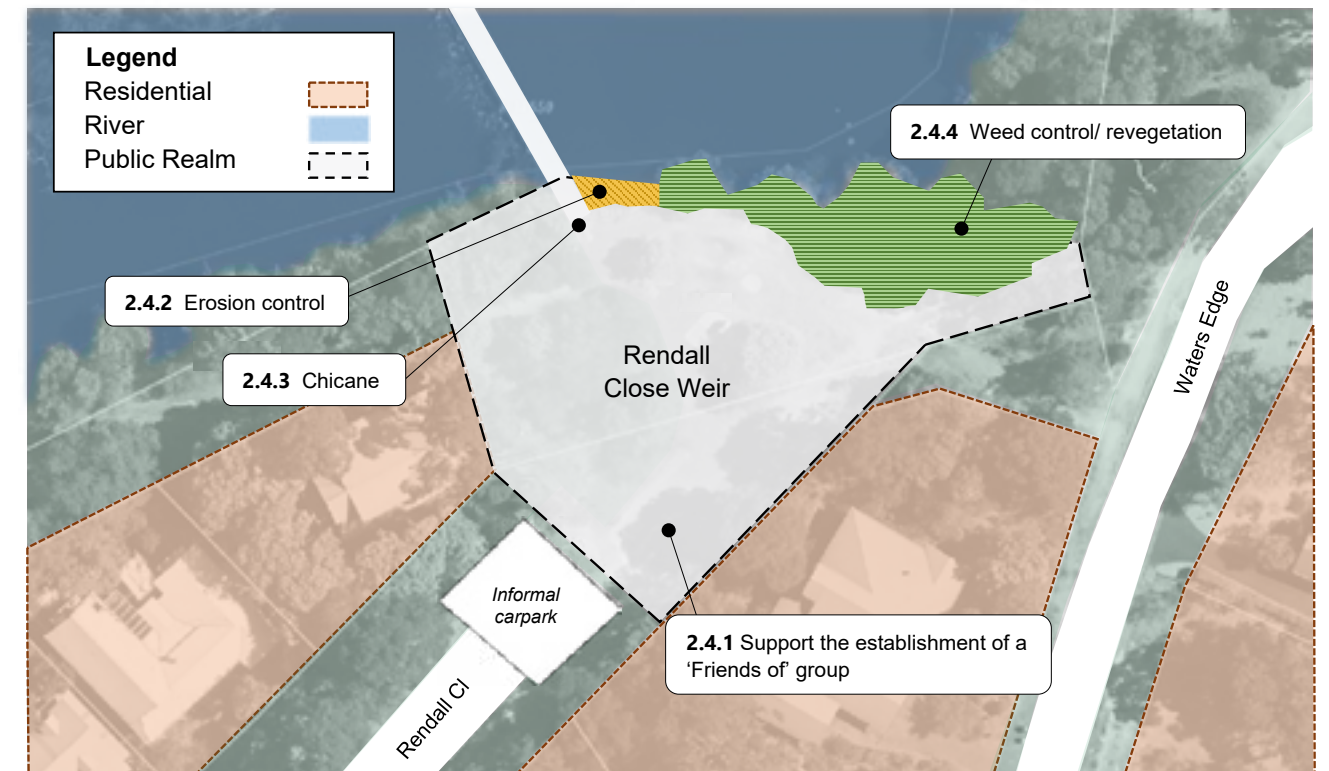 Legend
Residential
River
Public Realm
2.4.4 Weed control/ revegetation
2.4.2 Erosion control
2.4.3 Chicane
Rendall
Close Weir
Waters Edge
Informal
carpark
2.4.1 Support the establishment of a
‘Friends of’ group
Rendall Cl